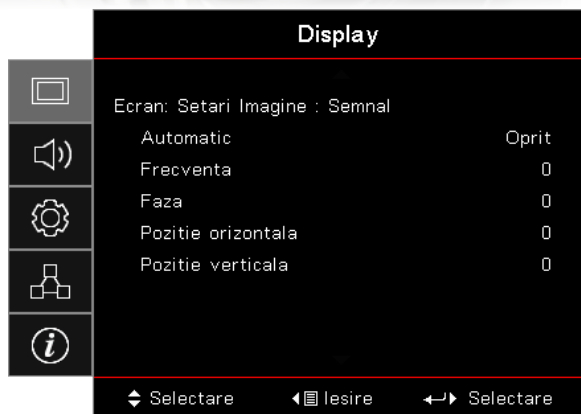 Display
Ecran: Setari Imagine : Semnal
Automatic Oprit
Frecventa 0
Faza 0
Pozitie orizontala 0
Pozitie verticala 0
Selectare Iesire Selectare